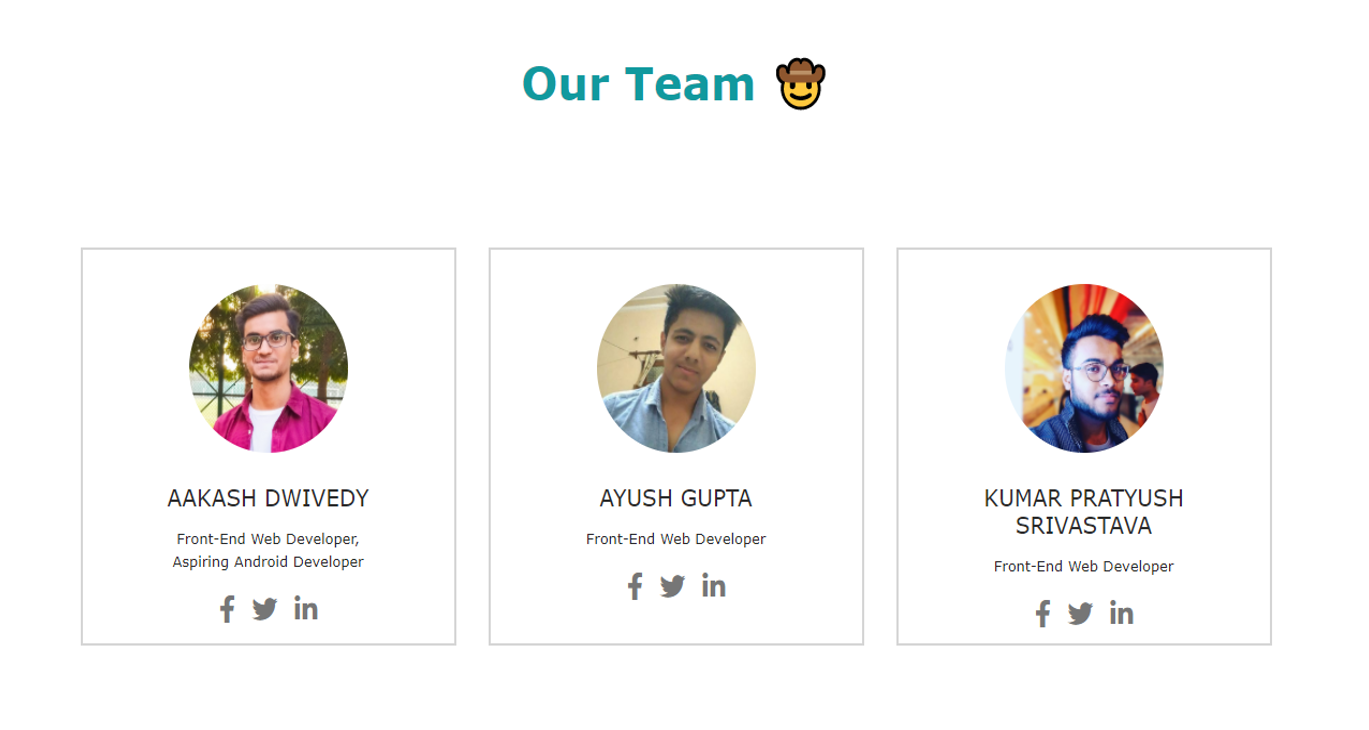 Our Team 🤠
AAKASH DWIVEDY
Front-End Web Developer,
Aspiring Android Developer
AYUSH GUPTA
Front-End Web Developer
KUMAR PRATYUSH
SRIVASTAVA
Front-End Web Developer